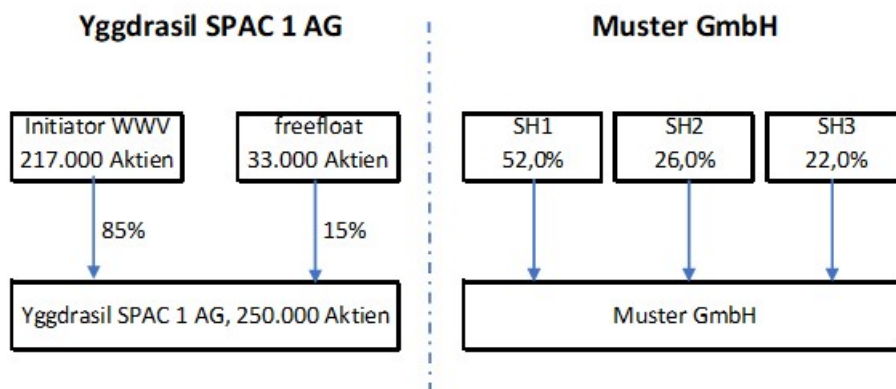 Yggdrasil SPAC 1 AG
Muster GmbH
Initiator WWV
217.000 Aktien
freefloat
33.000 Aktien
SH1
52,0%
SH2
26,0%
SH3
22,0%
85%
15%
Yggdrasil SPAC 1 AG, 250.000 Aktien
Muster GmbH